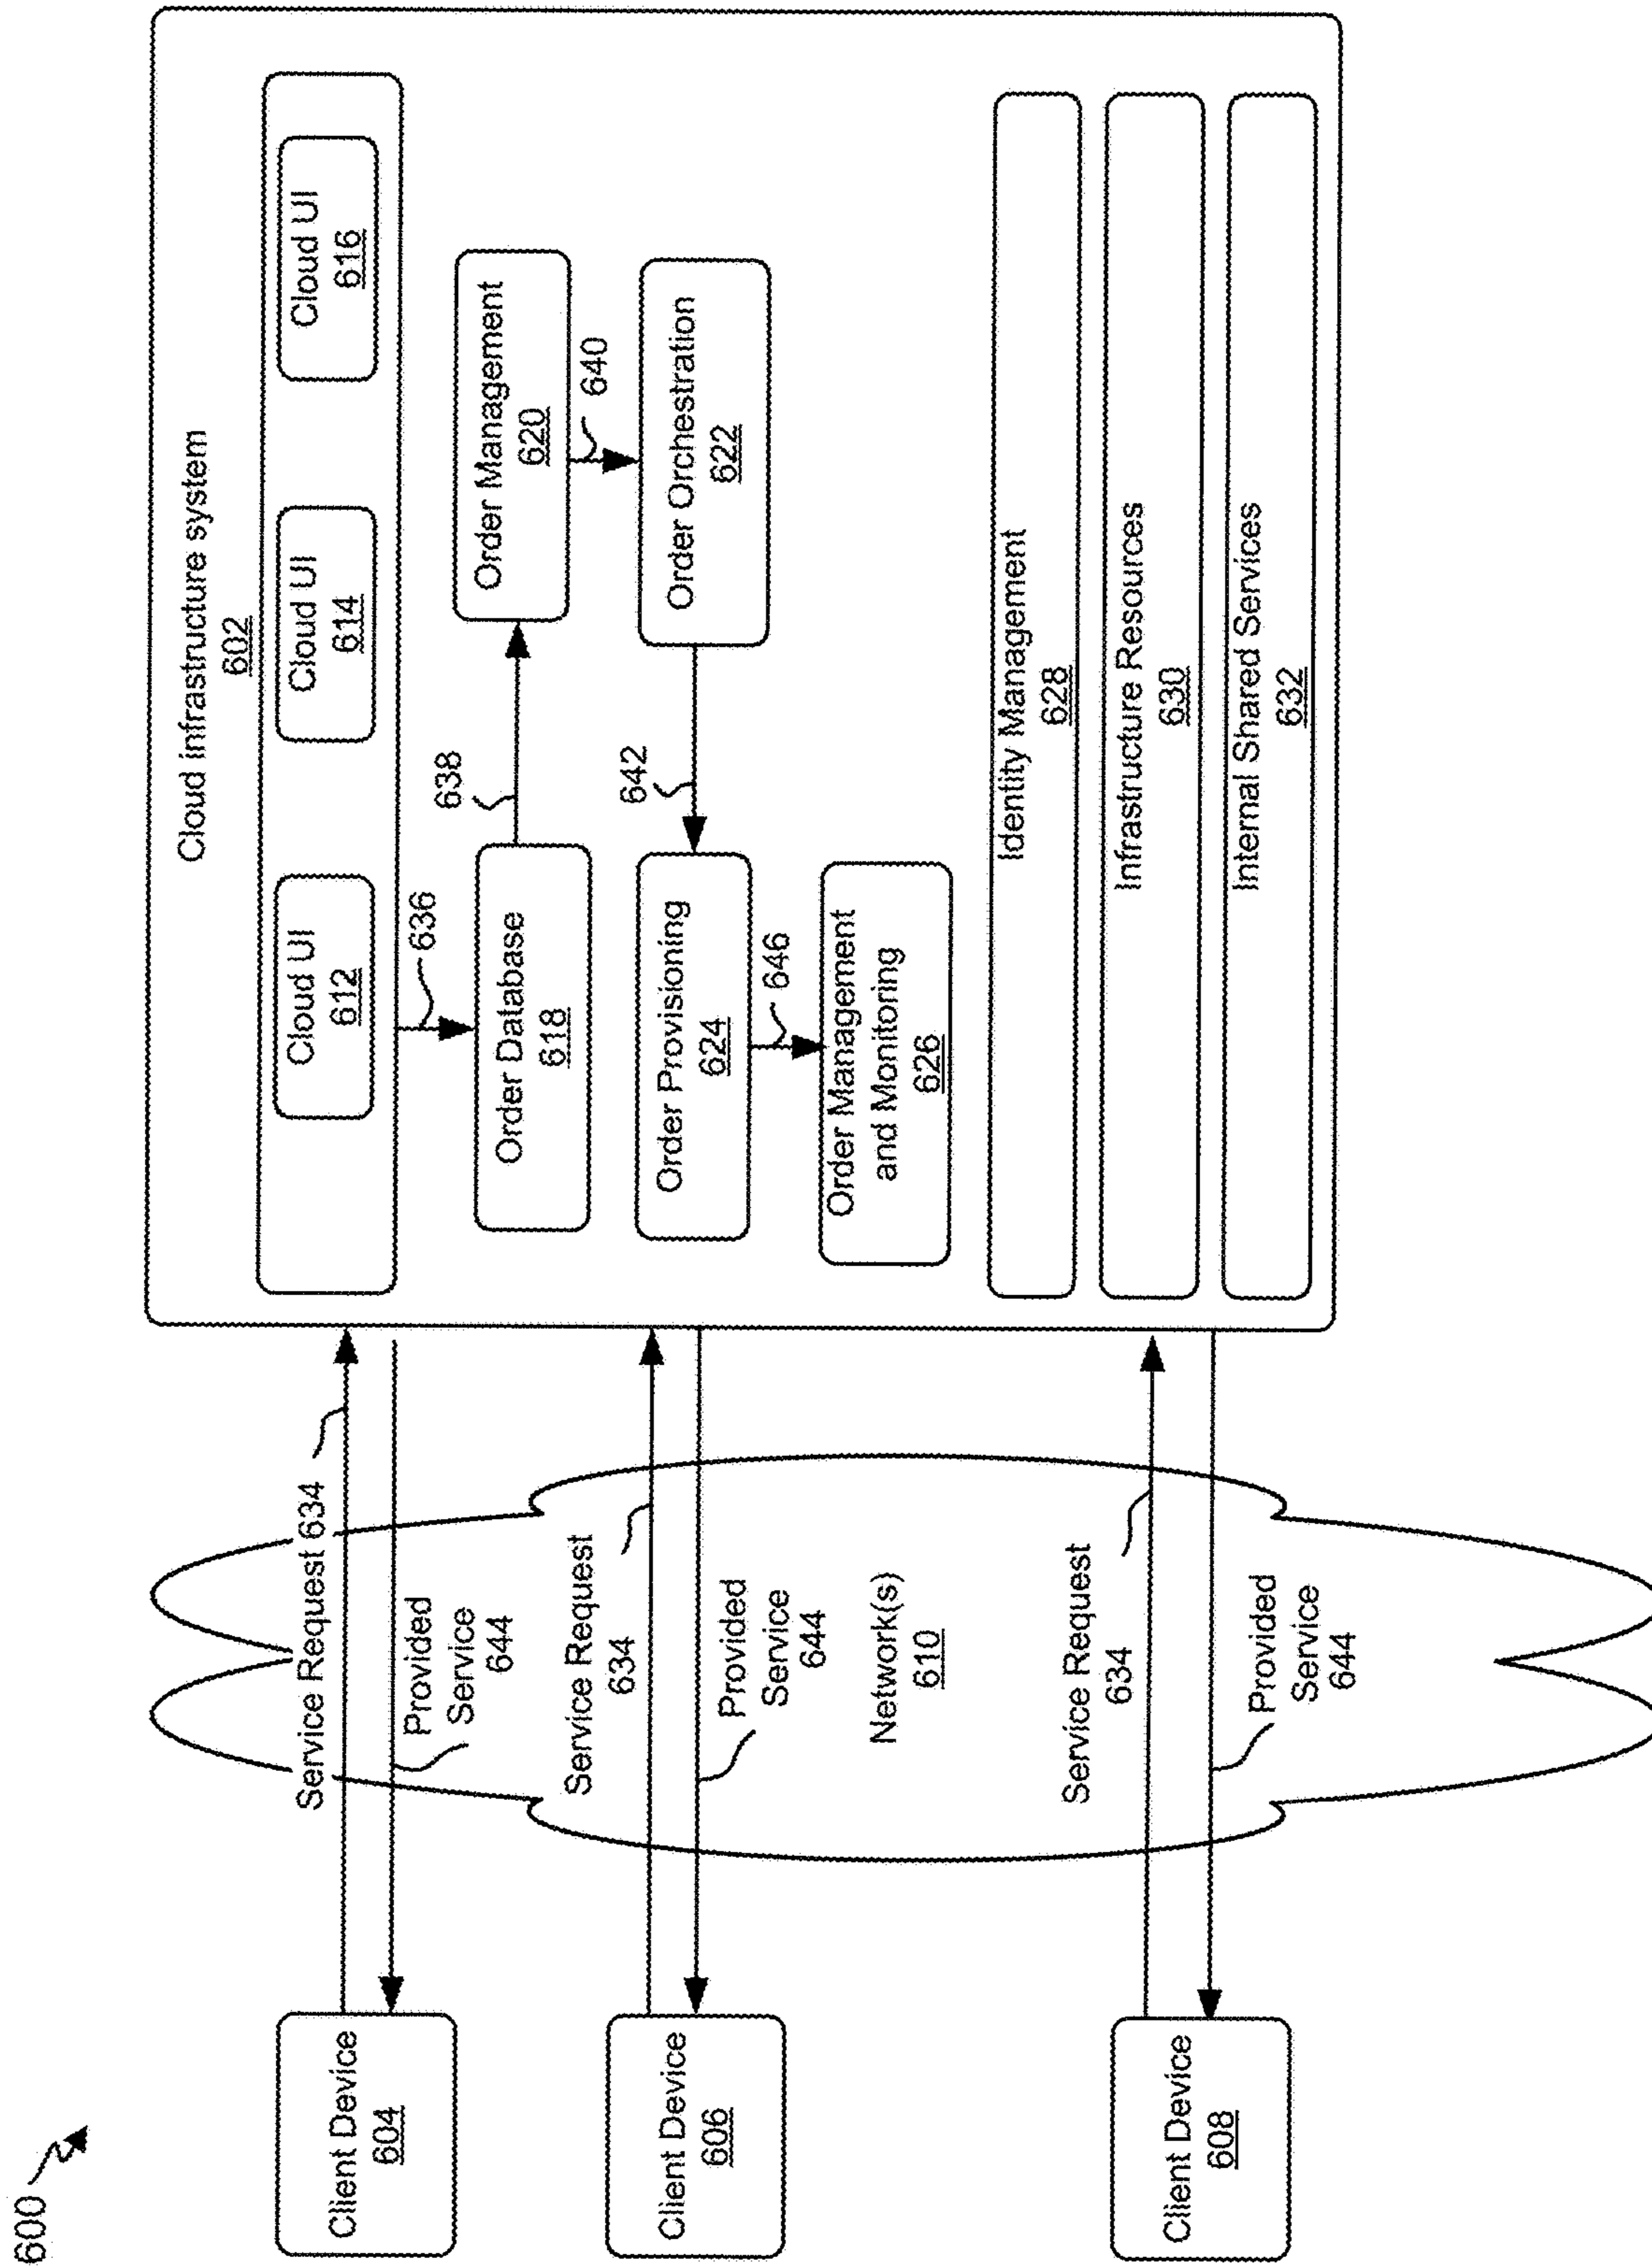 600
Client Device
604
Client Device
606
Client Device
608
Service Request 634
Provided
Service
644
Service Request
634
Provided
Service
644
Network(s)
610
Service Request
634
Provided
Service
644
Cloud infrastructure system
602
Cloud UI
612
Cloud UI
614
Cloud UI
616
636
Order Database
618
638
Order Management
620
640
Order Orchestration
622
642
Order Provisioning
624
646
Order Management
and Monitoring
626
Identity Management
628
Infrastructure Resources
630
Internal Shared Services
632